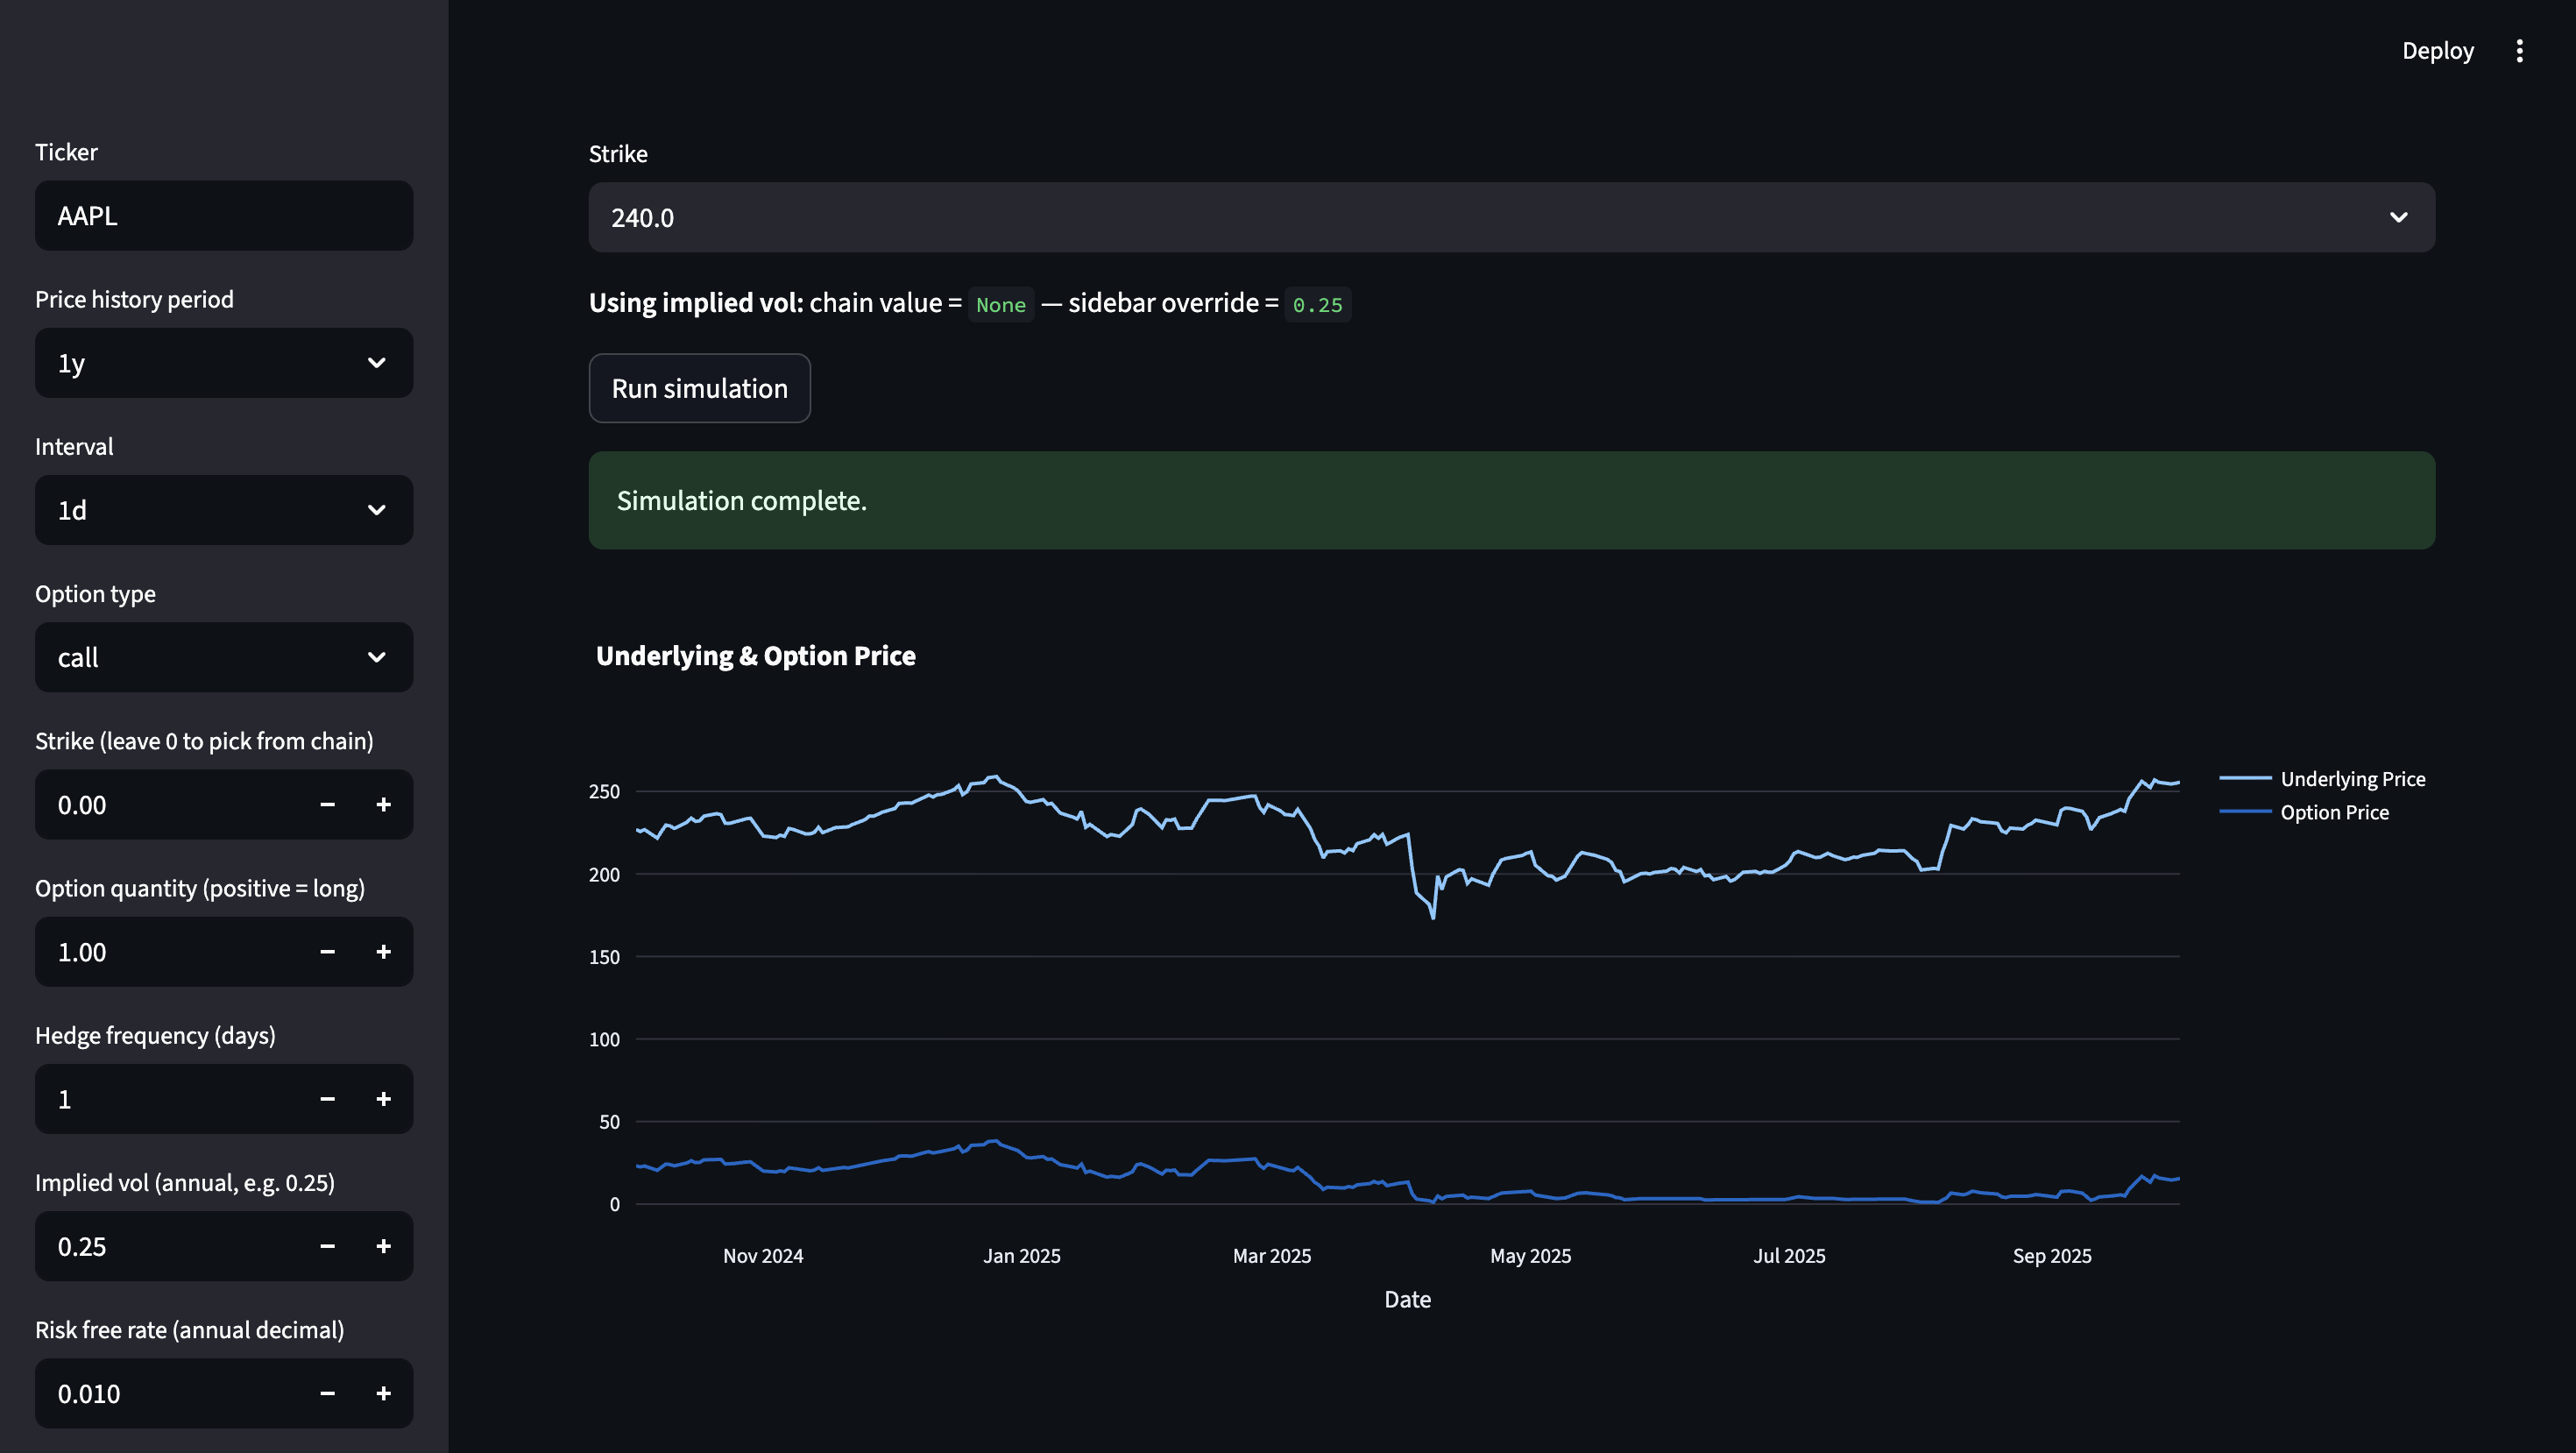 Deploy
Ticker
AAPL
Price history period
1y
Interval
1d
Option type
call
Strike (leave 0 to pick from chain)
0.00
Option quantity (positive = long)
1.00
Hedge frequency (days)
1
Implied vol (annual, e.g. 0.25)
0.25
Risk free rate (annual decimal)
0.010
Strike
240.0
Using implied vol: chain value = None — sidebar override = 0.25
Run simulation
Simulation complete.
Underlying & Option Price
Underlying Price
Option Price
250
200
150
100
50
0
Nov 2024 Jan 2025 Mar 2025 May 2025 Jul 2025 Sep 2025
Date